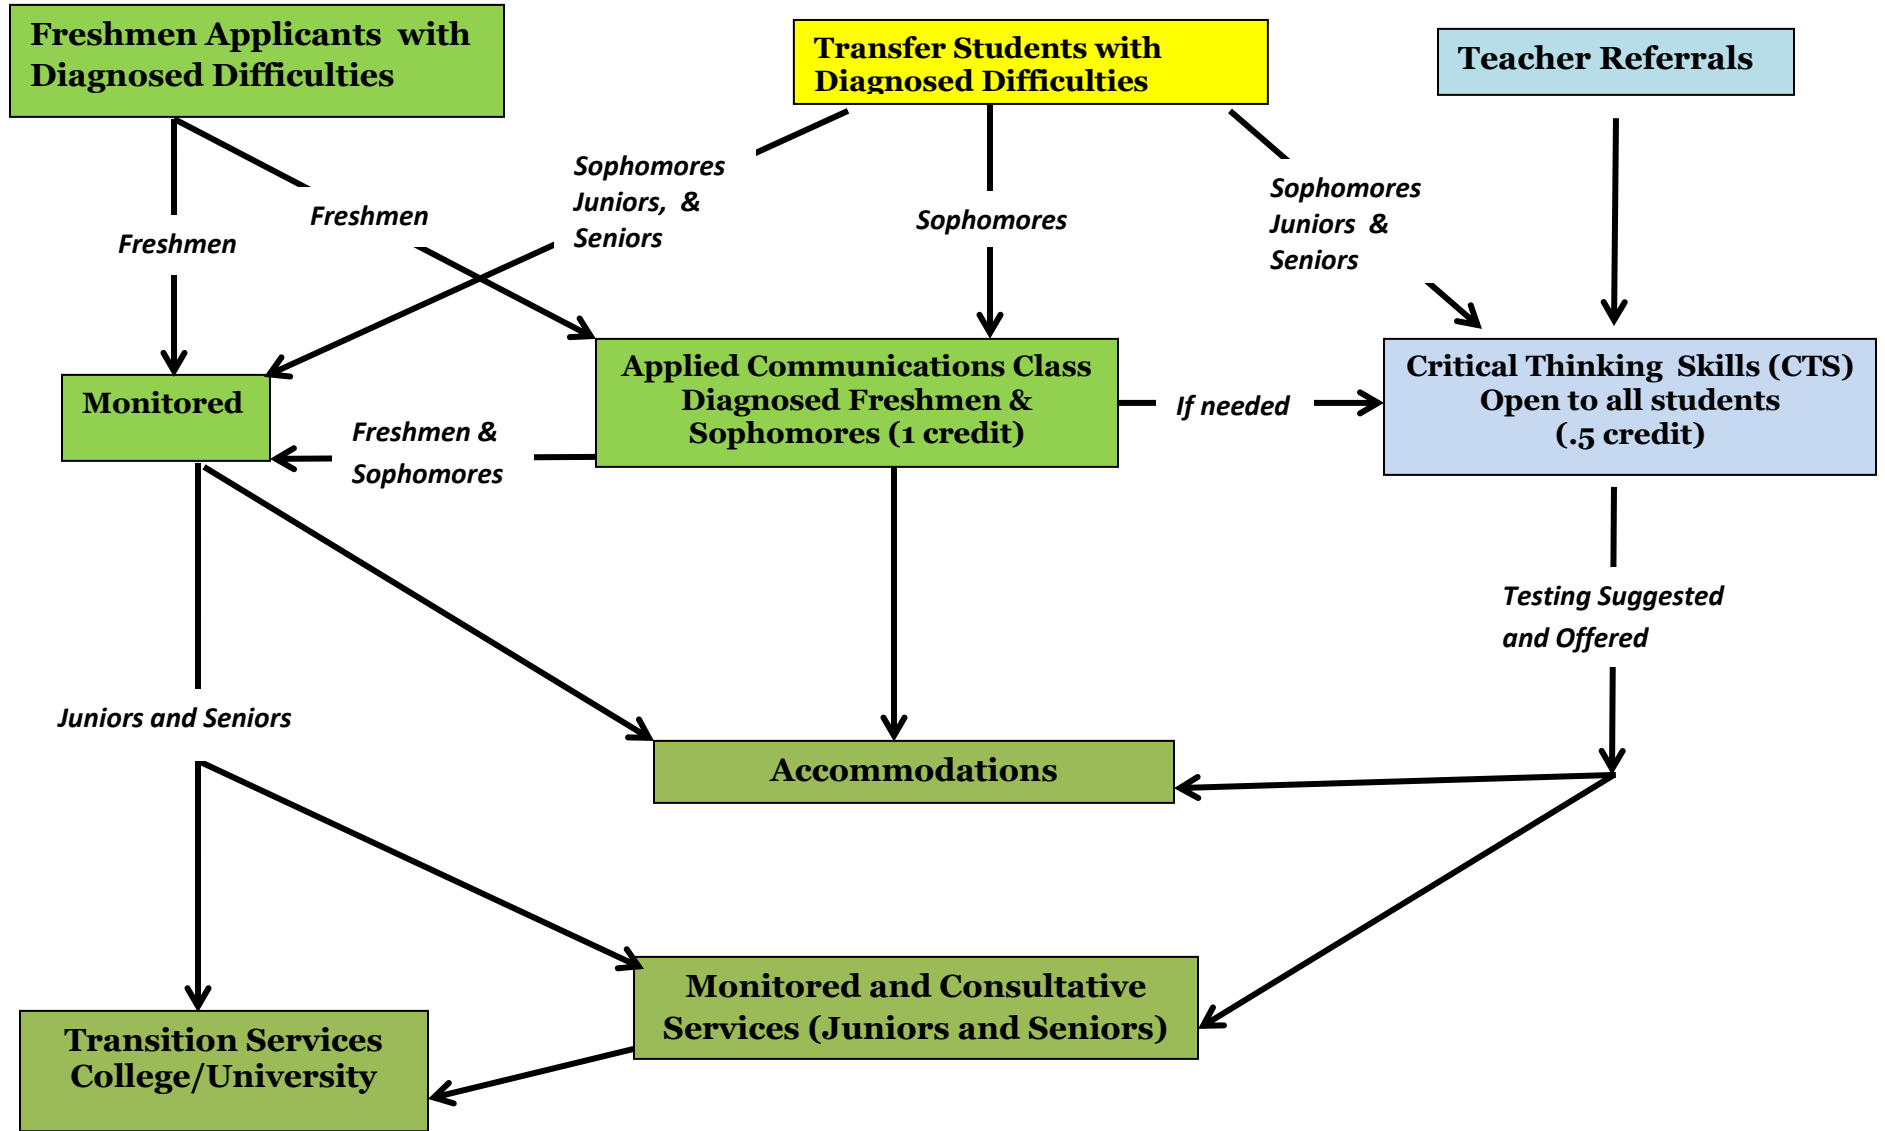 Freshmen Applicants with
Diagnosed Difficulties
Transfer Students with
Diagnosed Difficulties
Teacher Referrals
Sophomores
Juniors, &
Seniors
Freshmen
Freshmen
Sophomores
Sophomores
Juniors &
Seniors
Monitored
Applied Communications Class
Diagnosed Freshmen &
Sophomores (1 credit)
Critical Thinking Skills (CTS)
Open to all students
(.5 credit)
If needed
Freshmen &
Sophomores
Testing Suggested
and Offered
Juniors and Seniors
Accommodations
Monitored and Consultative
Services (Juniors and Seniors)
Transition Services
College/University